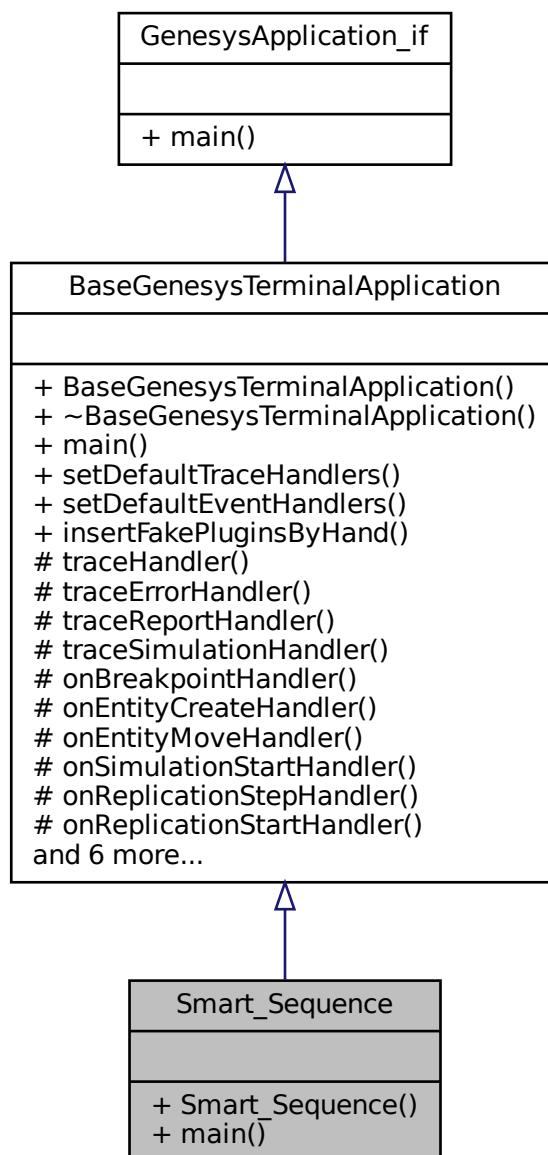 GenesysApplication_if
+ main()
BaseGenesysTerminalApplication
+ BaseGenesysTerminalApplication()
+ ~BaseGenesysTerminalApplication()
+ main()
+ setDefaultTraceHandlers()
+ setDefaultEventHandlers()
+ insertFakePluginsByHand()
# traceHandler()
# traceErrorHandler()
# traceReportHandler()
# traceSimulationHandler()
# onBreakpointHandler()
# onEntityCreateHandler()
# onEntityMoveHandler()
# onSimulationStartHandler()
# onReplicationStepHandler()
# onReplicationStartHandler()
and 6 more...
Smart_Sequence
+ Smart_Sequence()
+ main()